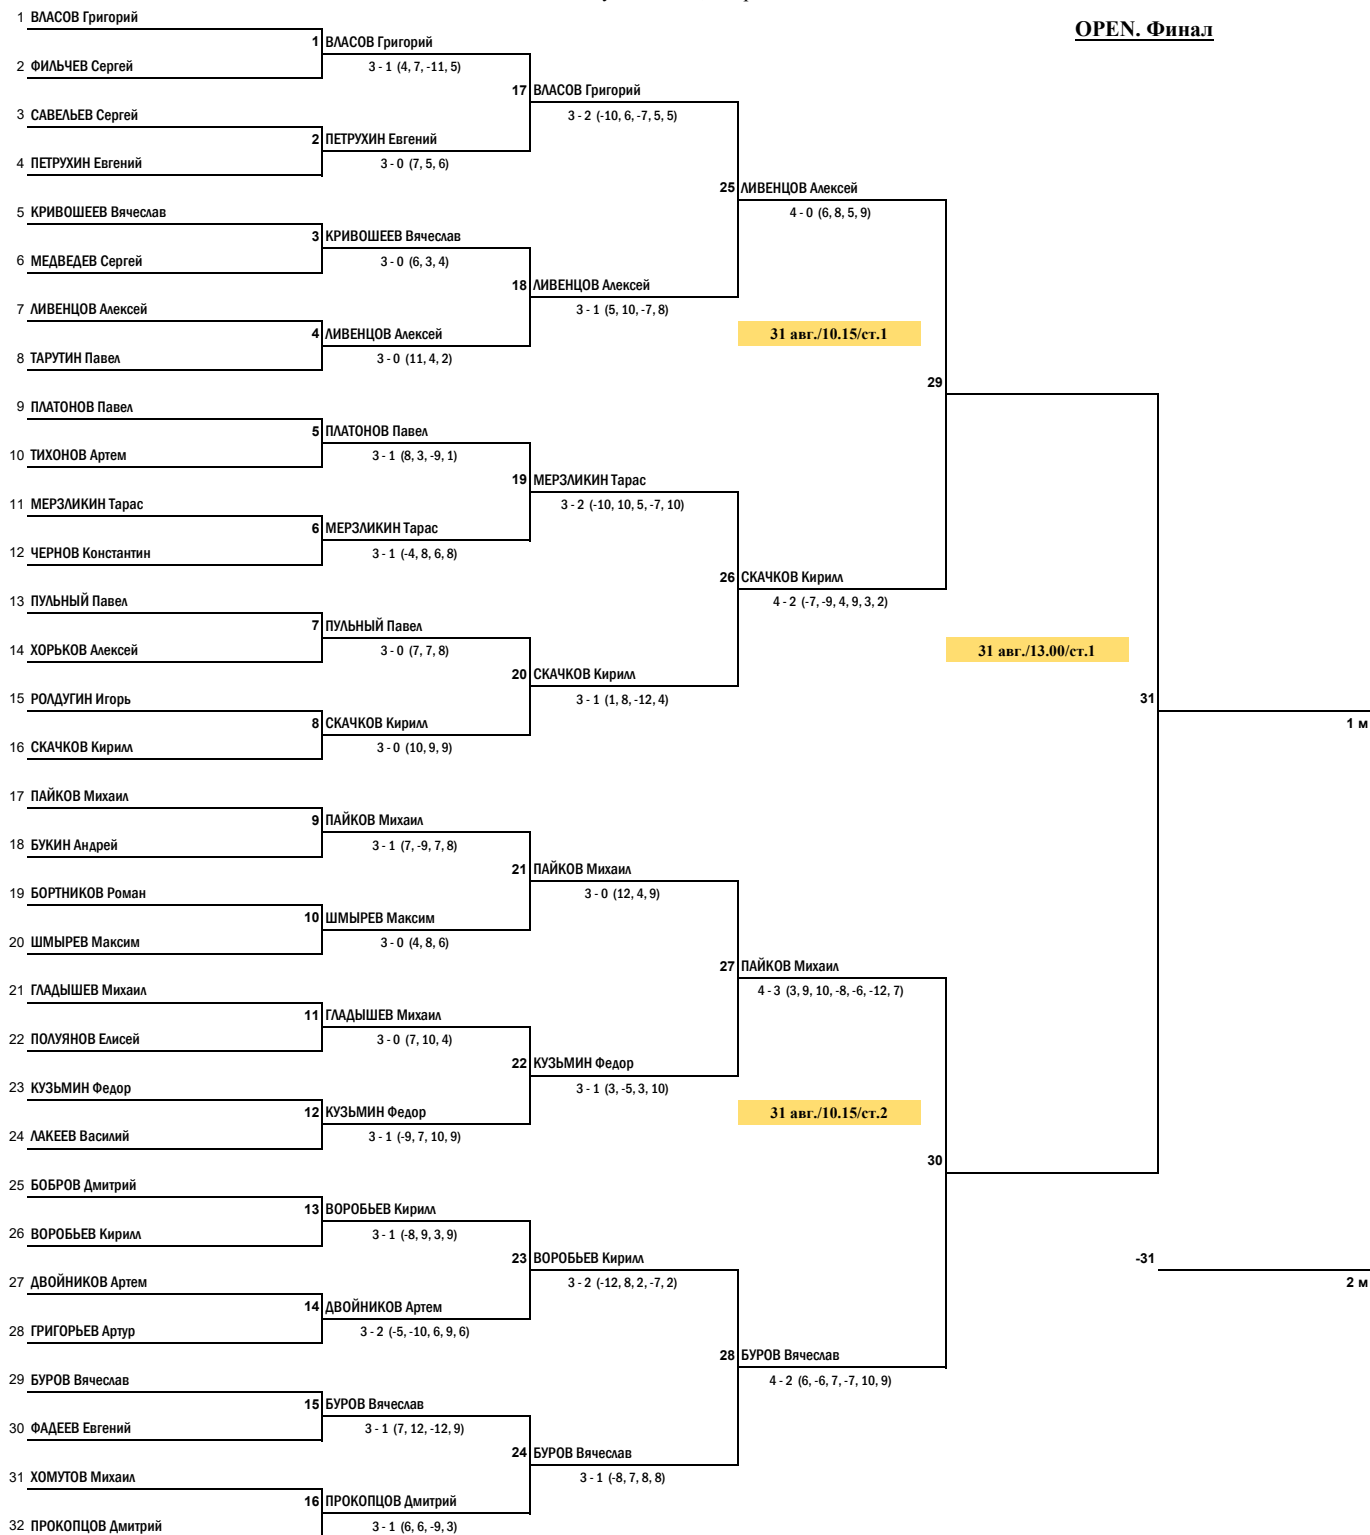 OPEN. Финал
1 ВЛАСОВ Григорий
1 ВЛАСОВ Григорий
2 ФИЛЬЧЕВ Сергей
3 - 1 (4, 7, -11, 5)
17 ВЛАСОВ Григорий
3 САВЕЛЬЕВ Сергей
3 - 2 (-10, 6, -7, 5, 5)
2 ПЕТРУХИН Евгений
4 ПЕТРУХИН Евгений
3 - 0 (7, 5, 6)
25 ЛИВЕНЦОВ Алексей
5 КРИВОШЕЕВ Вячеслав
4 - 0 (6, 8, 5, 9)
3 КРИВОШЕЕВ Вячеслав
6 МЕДВЕДЕВ Сергей
3 - 0 (6, 3, 4)
18 ЛИВЕНЦОВ Алексей
7 ЛИВЕНЦОВ Алексей
3 - 1 (5, 10, -7, 8)
4 ЛИВЕНЦОВ Алексей
31 авг./10.15/ст.1
8 ТАРУТИН Павел
3 - 0 (11, 4, 2)
29
9 ПЛАТОНОВ Павел
5 ПЛАТОНОВ Павел
10 ТИХОНОВ Артем
3 - 1 (8, 3, -9, 1)
19 МЕРЗЛИКИН Тарас
11 МЕРЗЛИКИН Тарас
3 - 2 (-10, 10, 5, -7, 10)
6 МЕРЗЛИКИН Тарас
12 ЧЕРНОВ Константин
3 - 1 (-4, 8, 6, 8)
26 СКАЧКОВ Кирилл
13 ПУЛЬНЫЙ Павел
4 - 2 (-7, -9, 4, 9, 3, 2)
7 ПУЛЬНЫЙ Павел
14 ХОРЬКОВ Алексей
3 - 0 (7, 7, 8)
31 авг./13.00/ст.1
20 СКАЧКОВ Кирилл
15 РОЛДУГИН Игорь
3 - 1 (1, 8, -12, 4)
31
8 СКАЧКОВ Кирилл
1 м
16 СКАЧКОВ Кирилл
3 - 0 (10, 9, 9)
17 ПАЙКОВ Михаил
9 ПАЙКОВ Михаил
18 БУКИН Андрей
3 - 1 (7, -9, 7, 8)
21 ПАЙКОВ Михаил
19 БОРТНИКОВ Роман
3 - 0 (12, 4, 9)
10 ШМЫРЕВ Максим
20 ШМЫРЕВ Максим
3 - 0 (4, 8, 6)
27 ПАЙКОВ Михаил
21 ГЛАДЫШЕВ Михаил
4 - 3 (3, 9, 10, -8, -6, -12, 7)
11 ГЛАДЫШЕВ Михаил
22 ПОЛУЯНОВ Елисей
3 - 0 (7, 10, 4)
22 КУЗЬМИН Федор
23 КУЗЬМИН Федор
3 - 1 (3, -5, 3, 10)
12 КУЗЬМИН Федор
31 авг./10.15/ст.2
24 ЛАКЕЕВ Василий
3 - 1 (-9, 7, 10, 9)
30
25 БОБРОВ Дмитрий
13 ВОРОБЬЕВ Кирилл
26 ВОРОБЬЕВ Кирилл
3 - 1 (-8, 9, 3, 9)
23 ВОРОБЬЕВ Кирилл
-31
27 ДВОЙНИКОВ Артем
3 - 2 (-12, 8, 2, -7, 2)
2 м
14 ДВОЙНИКОВ Артем
28 ГРИГОРЬЕВ Артур
3 - 2 (-5, -10, 6, 9, 6)
28 БУРОВ Вячеслав
29 БУРОВ Вячеслав
4 - 2 (6, -6, 7, -7, 10, 9)
15 БУРОВ Вячеслав
30 ФАДЕЕВ Евгений
3 - 1 (7, 12, -12, 9)
24 БУРОВ Вячеслав
31 ХОМУТОВ Михаил
3 - 1 (-8, 7, 8, 8)
16 ПРОКОПЦОВ Дмитрий
32 ПРОКОПЦОВ Дмитрий
3 - 1 (6, 6, -9, 3)